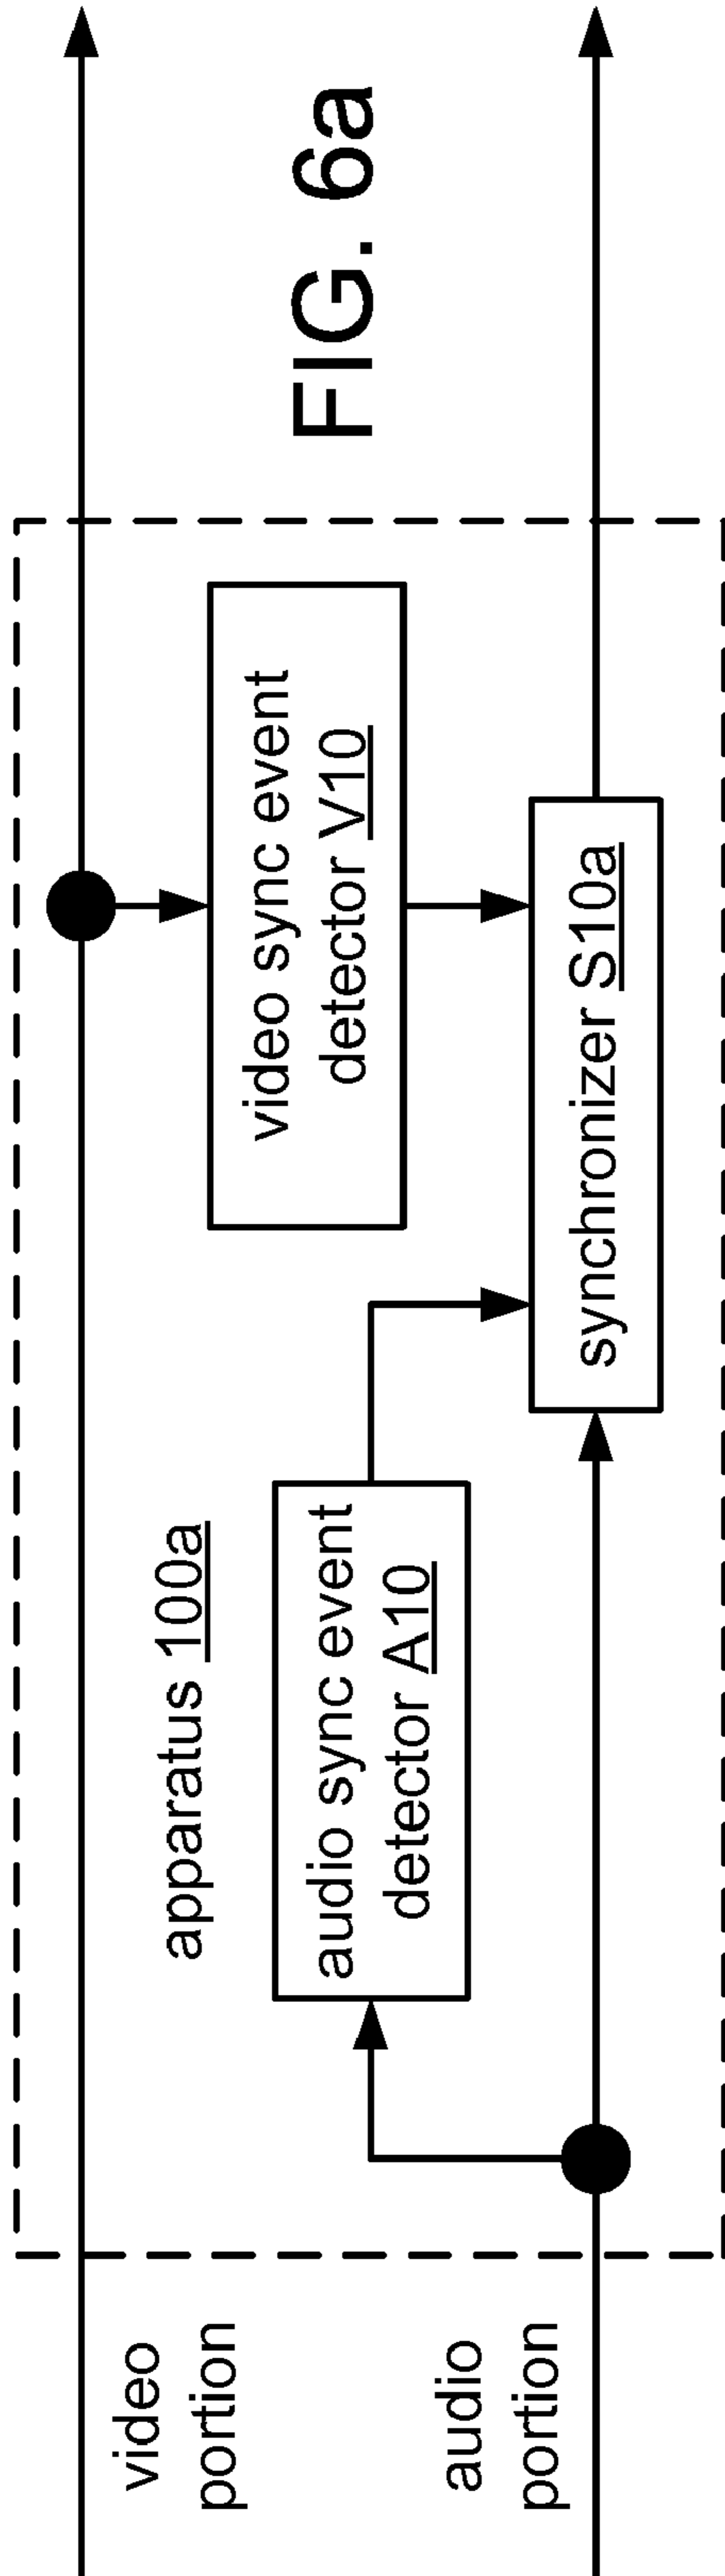 video
portion
audio
portion
apparatus 100a
audio sync event
detector A10
video sync event
detector V10
synchronizer S10a
FIG. 6a